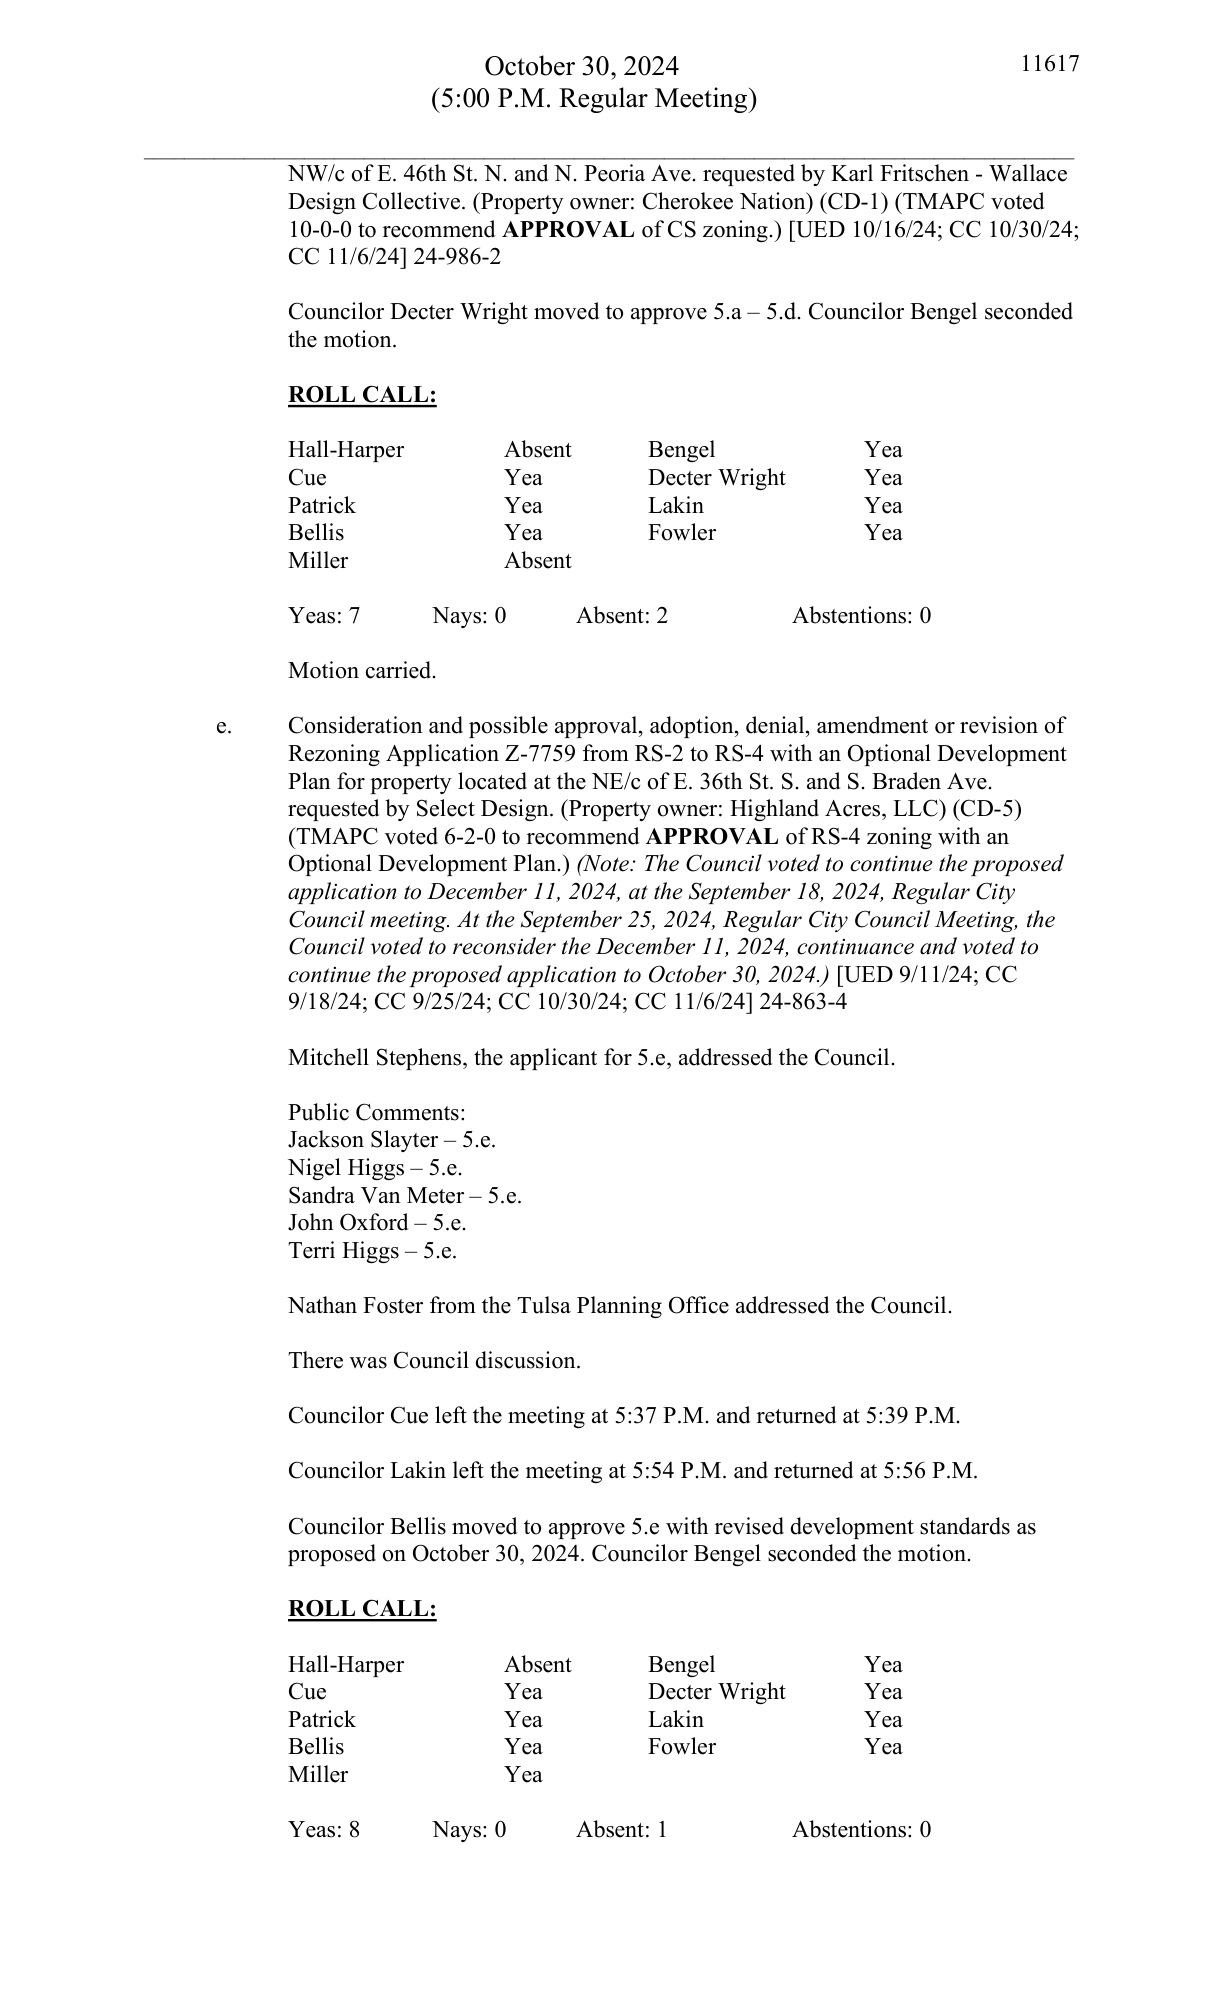 October 30, 2024
11617
(5:00 P.M. Regular Meeting)
NW/c of E. 46th St. N. and N. Peoria Ave. requested by Karl Fritschen - Wallace
Design Collective. (Property owner: Cherokee Nation) (CD-1) (TMAPC voted
10-0-0 to recommend APPROVAL of CS zoning.) [UED 10/16/24; CC 10/30/24;
CC 11/6/24] 24-986-2
Councilor Decter Wright moved to approve 5.a – 5.d. Councilor Bengel seconded
the motion.
ROLL CALL:
Hall-Harper Absent Bengel Yea
Cue Yea Decter Wright Yea
Patrick Yea Lakin Yea
Bellis Yea Fowler Yea
Miller Absent
Yeas: 7 Nays: 0 Absent: 2 Abstentions: 0
Motion carried.
e. Consideration and possible approval, adoption, denial, amendment or revision of
Rezoning Application Z-7759 from RS-2 to RS-4 with an Optional Development
Plan for property located at the NE/c of E. 36th St. S. and S. Braden Ave.
requested by Select Design. (Property owner: Highland Acres, LLC) (CD-5)
(TMAPC voted 6-2-0 to recommend APPROVAL of RS-4 zoning with an
Optional Development Plan.) (Note: The Council voted to continue the proposed
application to December 11, 2024, at the September 18, 2024, Regular City
Council meeting. At the September 25, 2024, Regular City Council Meeting, the
Council voted to reconsider the December 11, 2024, continuance and voted to
continue the proposed application to October 30, 2024.) [UED 9/11/24; CC
9/18/24; CC 9/25/24; CC 10/30/24; CC 11/6/24] 24-863-4
Mitchell Stephens, the applicant for 5.e, addressed the Council.
Public Comments:
Jackson Slayter – 5.e.
Nigel Higgs – 5.e.
Sandra Van Meter – 5.e.
John Oxford – 5.e.
Terri Higgs – 5.e.
Nathan Foster from the Tulsa Planning Office addressed the Council.
There was Council discussion.
Councilor Cue left the meeting at 5:37 P.M. and returned at 5:39 P.M.
Councilor Lakin left the meeting at 5:54 P.M. and returned at 5:56 P.M.
Councilor Bellis moved to approve 5.e with revised development standards as
proposed on October 30, 2024. Councilor Bengel seconded the motion.
ROLL CALL:
Hall-Harper Absent Bengel Yea
Cue Yea Decter Wright Yea
Patrick Yea Lakin Yea
Bellis Yea Fowler Yea
Miller Yea
Yeas: 8 Nays: 0 Absent: 1 Abstentions: 0